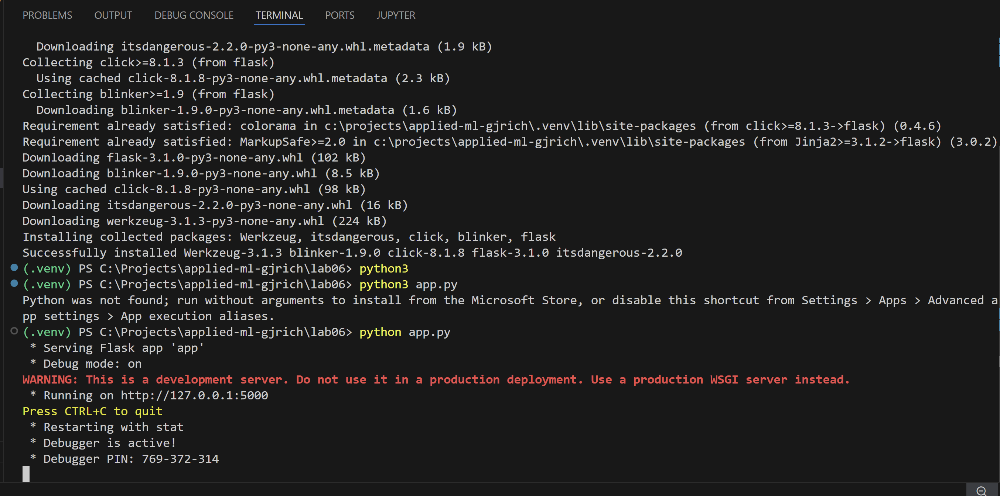 PROBLEMS OUTPUT DEBUG CONSOLE TERMINAL PORTS JUPYTER
  Downloading itsdangerous-2.2.0-py3-none-any.whl.metadata (1.9 kB)
Collecting click>=8.1.3 (from flask)
  Using cached click-8.1.8-py3-none-any.whl.metadata (2.3 kB)
Collecting blinker>=1.9 (from flask)
  Downloading blinker-1.9.0-py3-none-any.whl.metadata (1.6 kB)
Requirement already satisfied: colorama in c:\projects\applied-ml-gjrich\.venv\lib\site-packages (from click>=8.1.3->flask) (0.4.6)
Requirement already satisfied: MarkupSafe>=2.0 in c:\projects\applied-ml-gjrich\.venv\lib\site-packages (from Jinja2>=3.1.2->flask) (3.0.2)
Downloading flask-3.1.0-py3-none-any.whl (102 kB)
Downloading blinker-1.9.0-py3-none-any.whl (8.5 kB)
Using cached click-8.1.8-py3-none-any.whl (98 kB)
Downloading itsdangerous-2.2.0-py3-none-any.whl (16 kB)
Downloading werkzeug-3.1.3-py3-none-any.whl (224 kB)
Installing collected packages: Werkzeug, itsdangerous, click, blinker, flask
Successfully installed Werkzeug-3.1.3 blinker-1.9.0 click-8.1.8 flask-3.1.0 itsdangerous-2.2.0
(.venv) PS C:\Projects\applied-ml-gjrich\lab06> python3
(.venv) PS C:\Projects\applied-ml-gjrich\lab06> python3 app.py
Python was not found; run without arguments to install from the Microsoft Store, or disable this shortcut from Settings > Apps > Advanced a
pp settings > App execution aliases.
(.venv) PS C:\Projects\applied-ml-gjrich\lab06> python app.py
 * Serving Flask app 'app'
 * Debug mode: on
WARNING: This is a development server. Do not use it in a production deployment. Use a production WSGI server instead.
 * Running on http://127.0.0.1:5000
Press CTRL+C to quit
 * Restarting with stat
 * Debugger is active!
 * Debugger PIN: 769-372-314